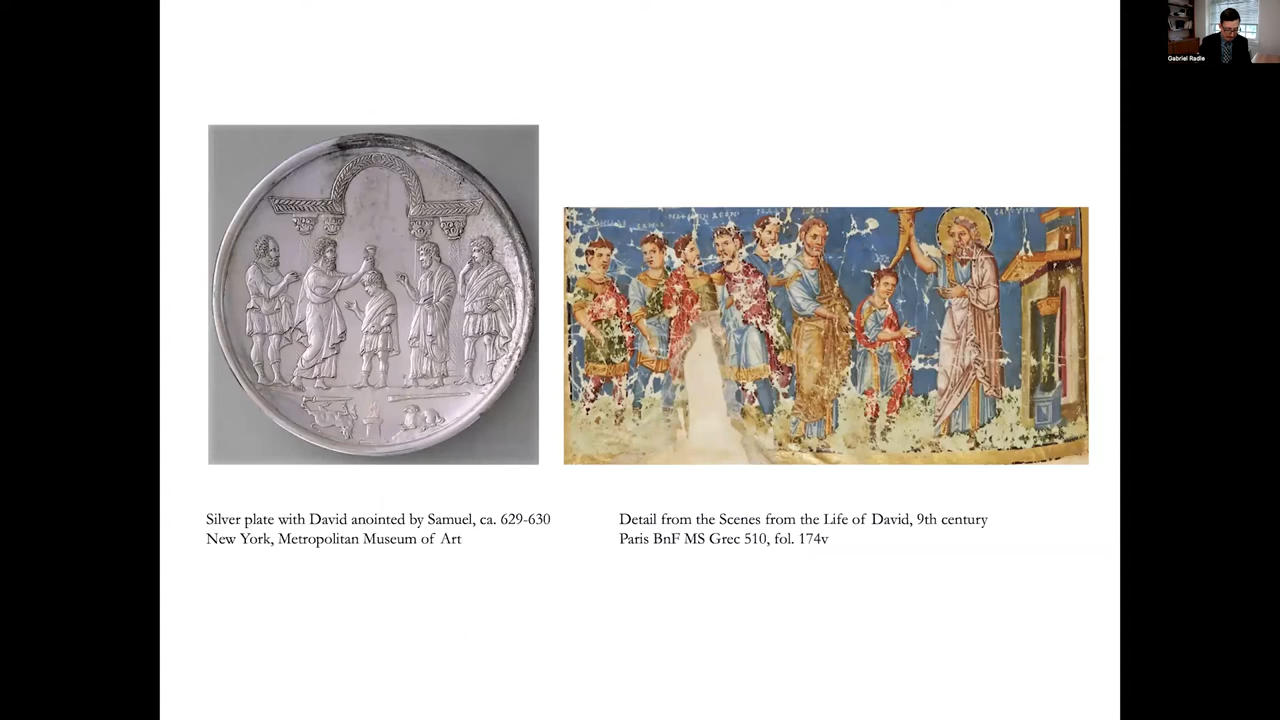 Gabriel Radle
Silver plate with David anointed by Samuel, ca. 629-630
New York, Metropolitan Museum of Art
Detail from the Scenes from the Life of David, 9th century
Paris BnF MS Grec 510, fol. 174v